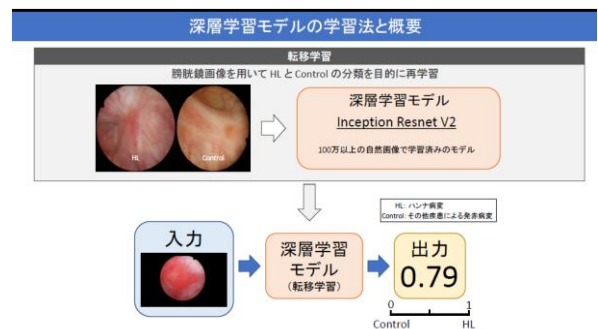 深層学習モデルの学習法と概要
転移学習
膀胱鏡画像を用いて HL と Control の分類を目的に再学習
HL
Control
深層学習モデル
Inception Resnet V2
100万以上の自然画像で学習済みのモデル
HL: ハンナ病変
Control: その他疾患による発赤病変
入力
深層学習
モデル
(転移学習)
出力
0.79
0 1
Control HL